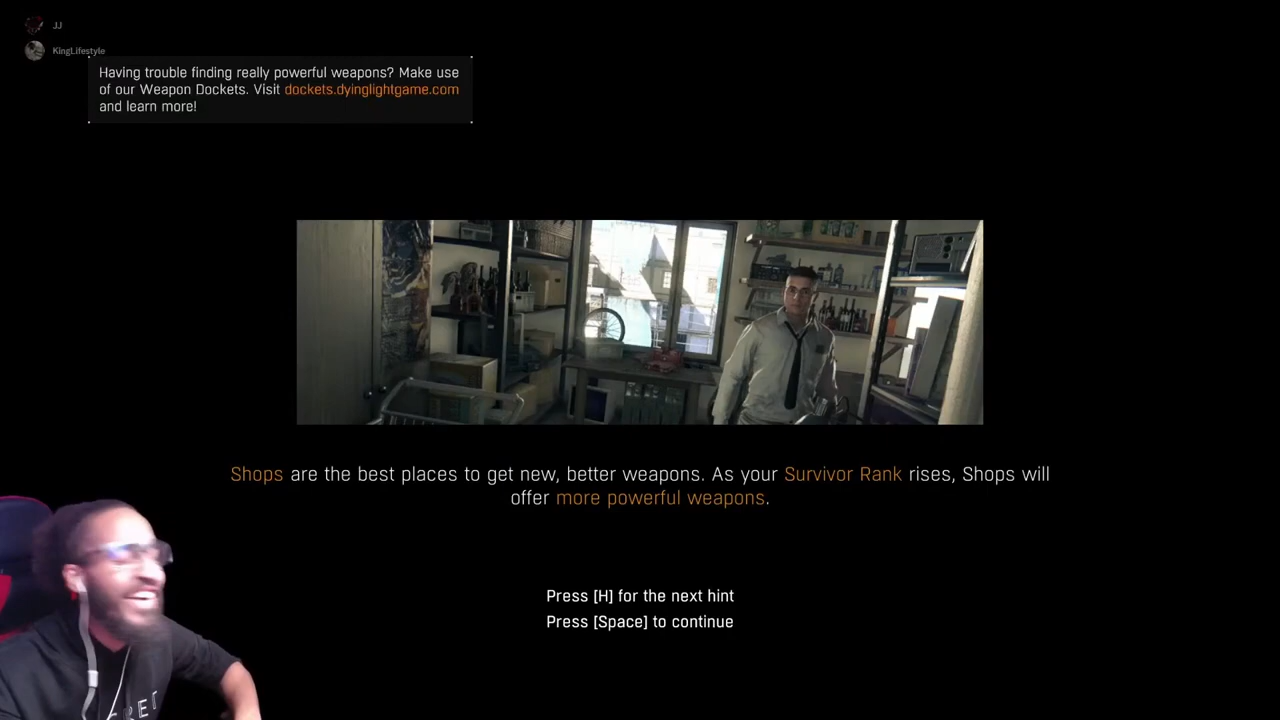 JJ
KingLifestyle
Having trouble finding really powerful weapons? Make use
of our Weapon Dockets. Visit dockets.dyinglightgame.com
and learn more!
Shops are the best places to get new, better weapons. As your Survivor Rank rises, Shops will
offer more powerful weapons.
Press [H] for the next hint
Press [Space] to continue